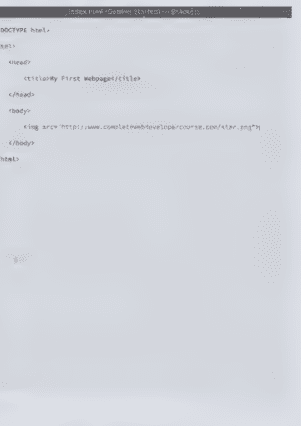 DOCTYPE html>
<head>
<title>My First Webpage</title>
</head>
<body>
<img src="http://www.completewebdevelopercourse.com/star.png">
</body>
html>